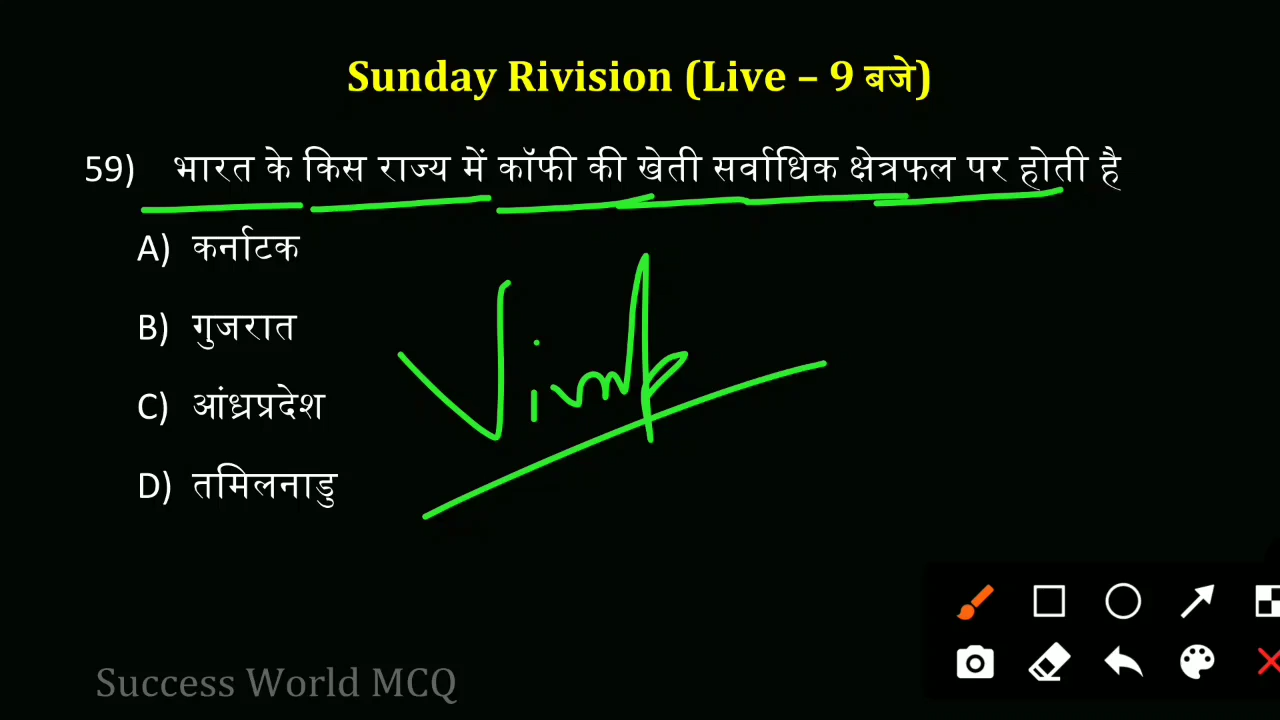 Sunday Rivision (Live – 9 बजे)
59) भारत के किस राज्य में कॉफी की खेती सर्वाधिक क्षेत्रफल पर होती है
A) कर्नाटक
B) गुजरात
C) आंध्रप्रदेश
D) तमिलनाडु
Success World MCQ